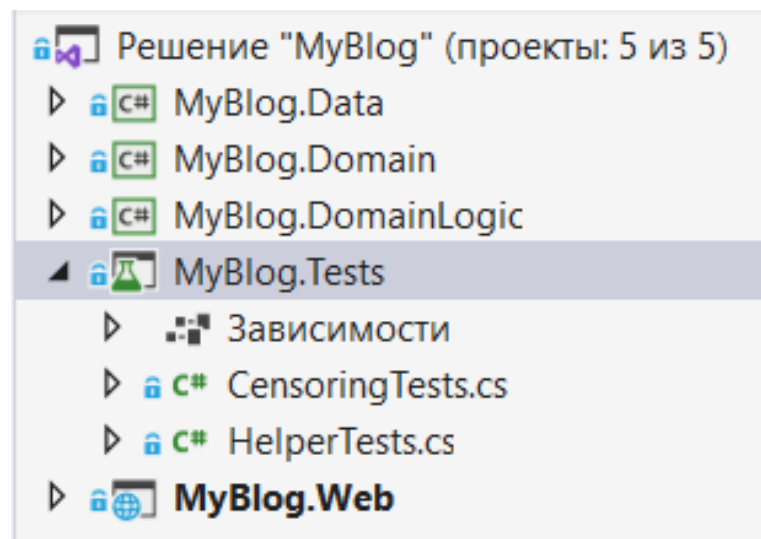 Решение "MyBlog" (проекты: 5 из 5)
C# MyBlog.Data
C# MyBlog.Domain
C# MyBlog.DomainLogic
MyBlog.Tests
Зависимости
C# CensoringTests.cs
C# HelperTests.cs
MyBlog.Web